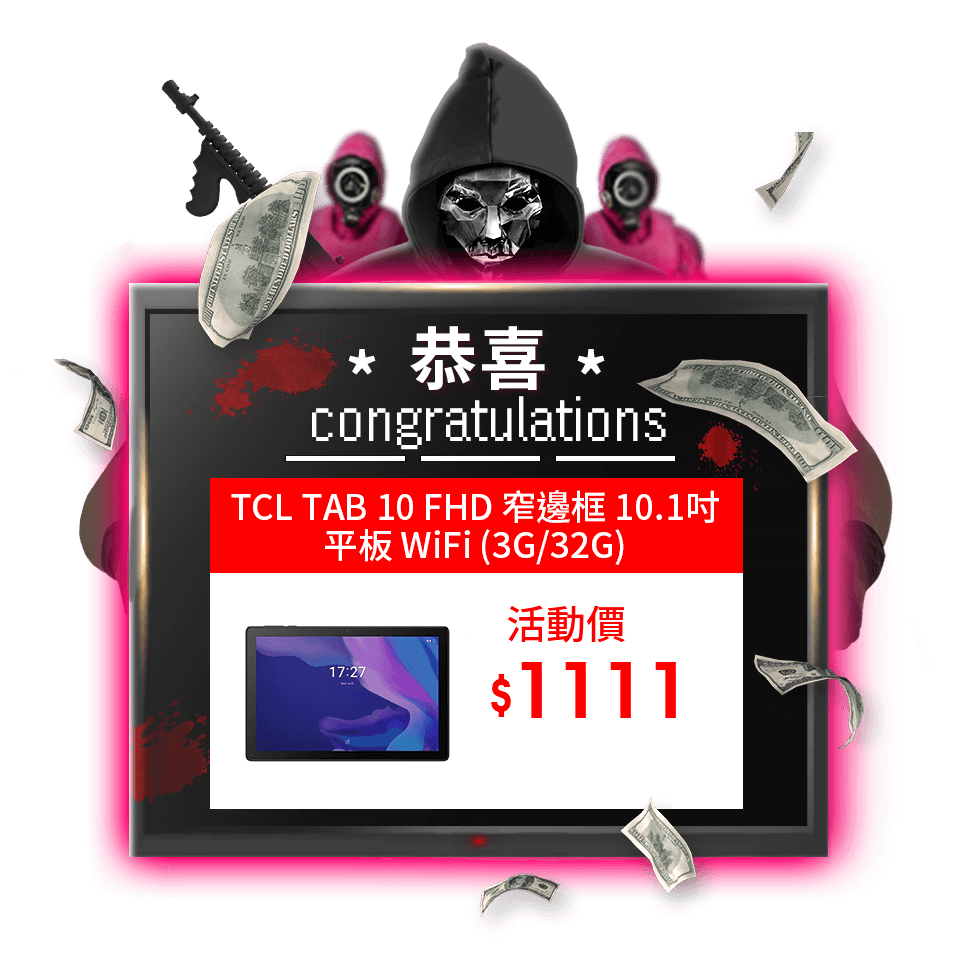 * 恭喜 *
congratulations
TCL TAB 10 FHD 窄邊框 10.1吋
平板 WiFi (3G/32G)
活動價
$1111
17:27